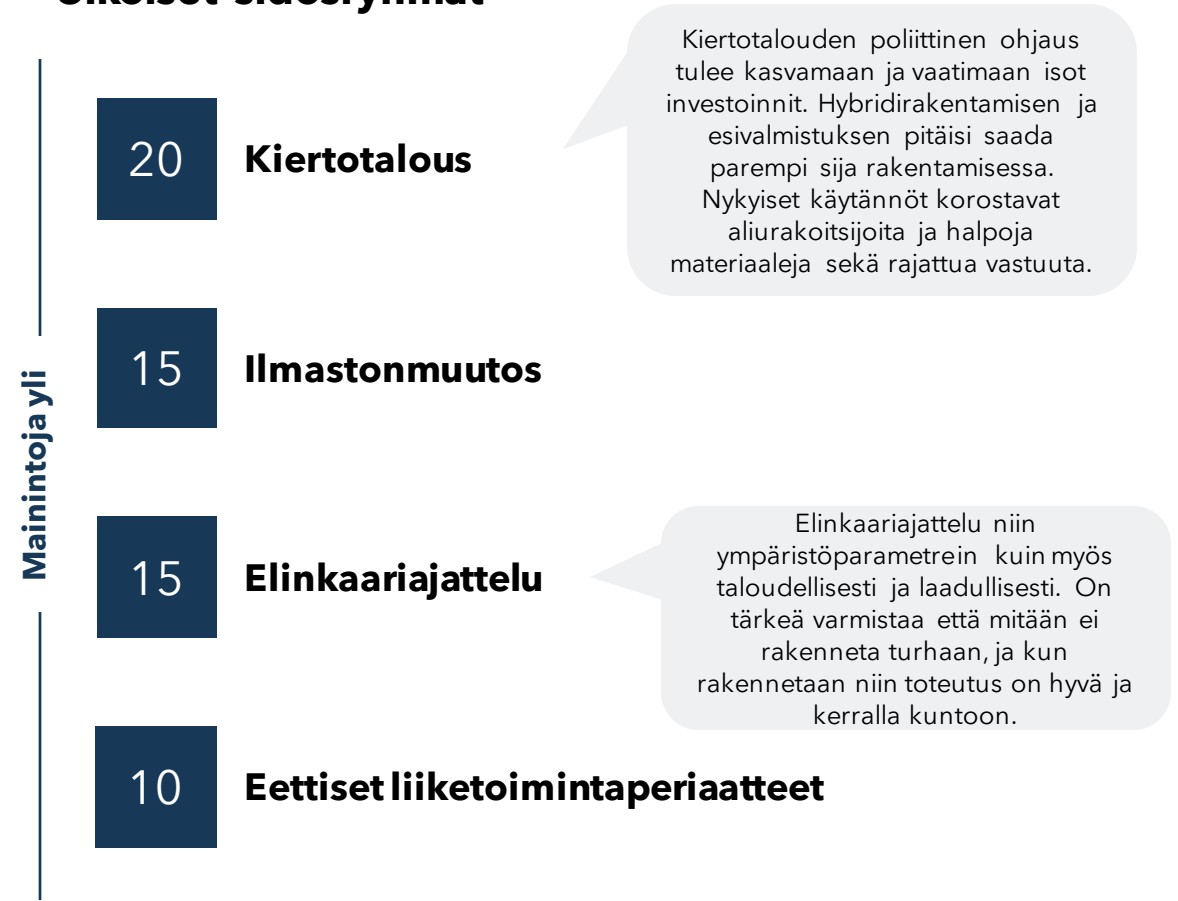 Ulkoiset sidosryhmät
Kiertotalouden poliittinen ohjaus
tulee kasvamaan ja vaatimaan isot
investoinnit. Hybridirakentamisen ja
esivalmistuksen pitäisi saada
parempi sija rakentamisessa.
Nykyiset käytännöt korostavat
aliurakoitsijoita ja halpoja
materiaaleja sekä rajattua vastuuta.
20
Kiertotalous
15
Ilmastonmuutos
Mainintoja yli
15
Elinkaariajattelu
Elinkaariajattelu niin
ympäristöparametrein kuin myös
taloudellisesti ja laadullisesti. On
tärkeä varmistaa että mitään ei
rakenneta turhaan, ja kun
rakennetaan niin toteutus on hyvä ja
kerralla kuntoon.
10
Eettiset liiketoimintaperiaatteet